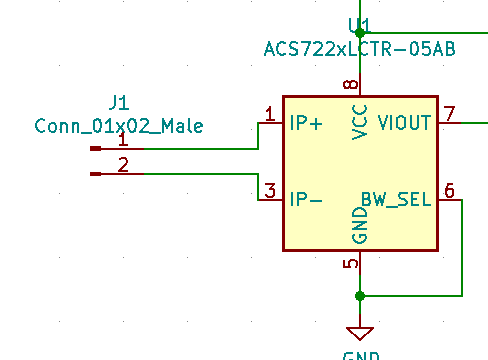 U1
ACS722xLCTR-05AB
J1
Conn_01x02_Male
1
2
8
1
IP+
VCC
VIOUT
7
3
IP-
BW_SEL
6
GND
5
GND